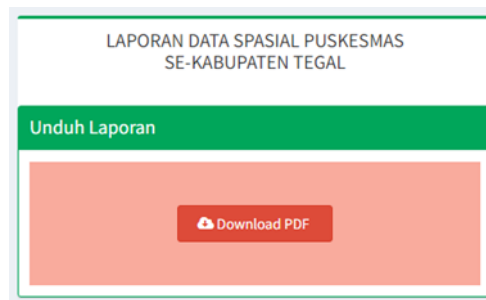 LAPORAN DATA SPASIAL PUSKESMAS
SE-KABUPATEN TEGAL
Unduh Laporan
Download PDF